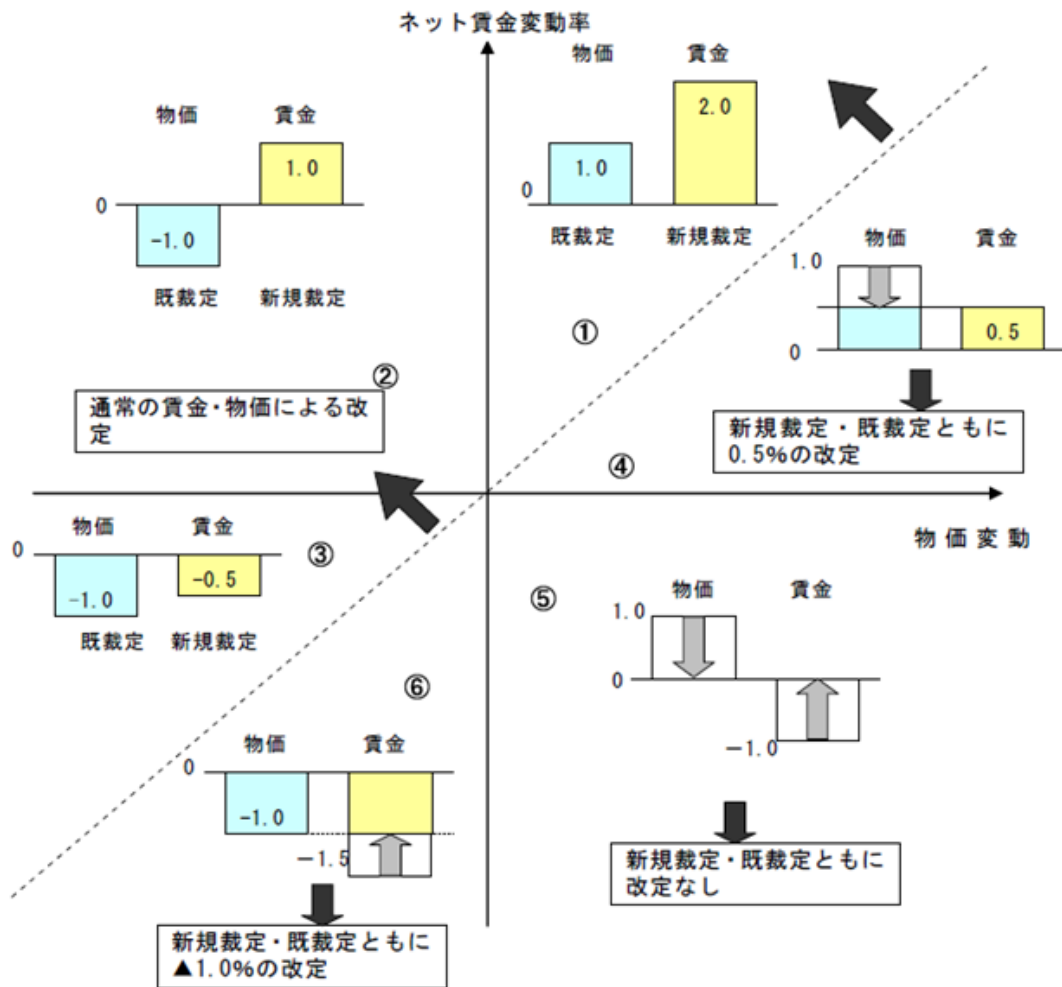 ネット賃金変動率
物価 賃金
2.0
1.0
0
既裁定 新規裁定
物価 賃金
1.0
0
-1.0
既裁定 新規裁定
物価 賃金
1.0
0.5
0
新規裁定・既裁定ともに
0.5%の改定
①
②
通常の賃金・物価による改
定
④
物価変動
物価 賃金
0
-1.0
-0.5
既裁定 新規裁定
③
⑤
物価 賃金
1.0
0
-1.0
新規裁定・既裁定ともに
改定なし
⑥
物価 賃金
0
-1.0
-1.5
新規裁定・既裁定ともに
▲1.0%の改定